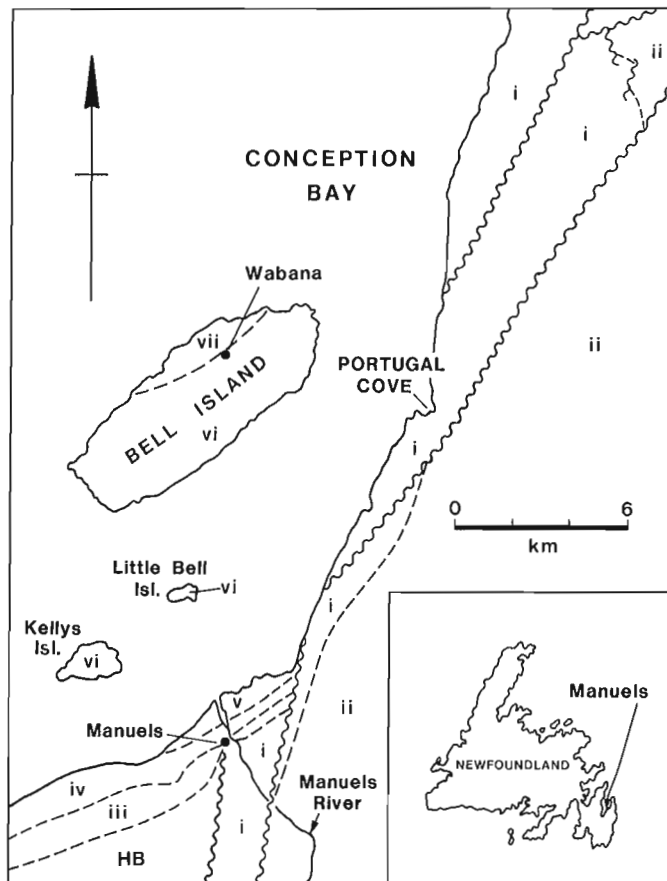 i
ii
i
CONCEPTION
BAY
Wabana
vii
ii
PORTUGAL
COVE
BELL ISLAND
vi
i
0 6
km
Little Bell
Isl.
vi
i
Kellys
Isl.
vi
v
ii
Manuels
Manuels
NEWFOUNDLAND
i
iv
iii
Manuels
River
HB
i